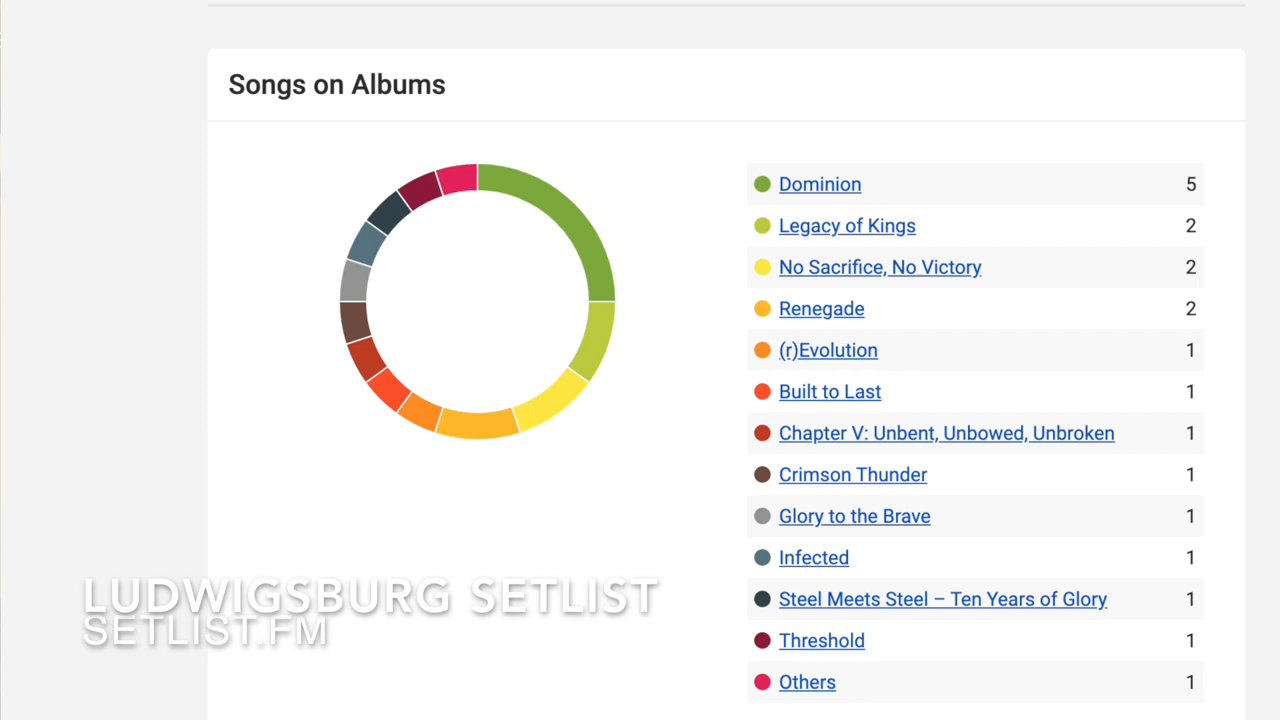 Songs on Albums
Dominion 5
Legacy of Kings 2
No Sacrifice, No Victory 2
Renegade 2
(r)Evolution 1
Built to Last 1
Chapter V: Unbent, Unbowed, Unbroken 1
Crimson Thunder 1
Glory to the Brave 1
Infected 1
Steel Meets Steel – Ten Years of Glory 1
Threshold 1
Others 1
LUDWIGSBURG SETLIST
SETLIST.FM